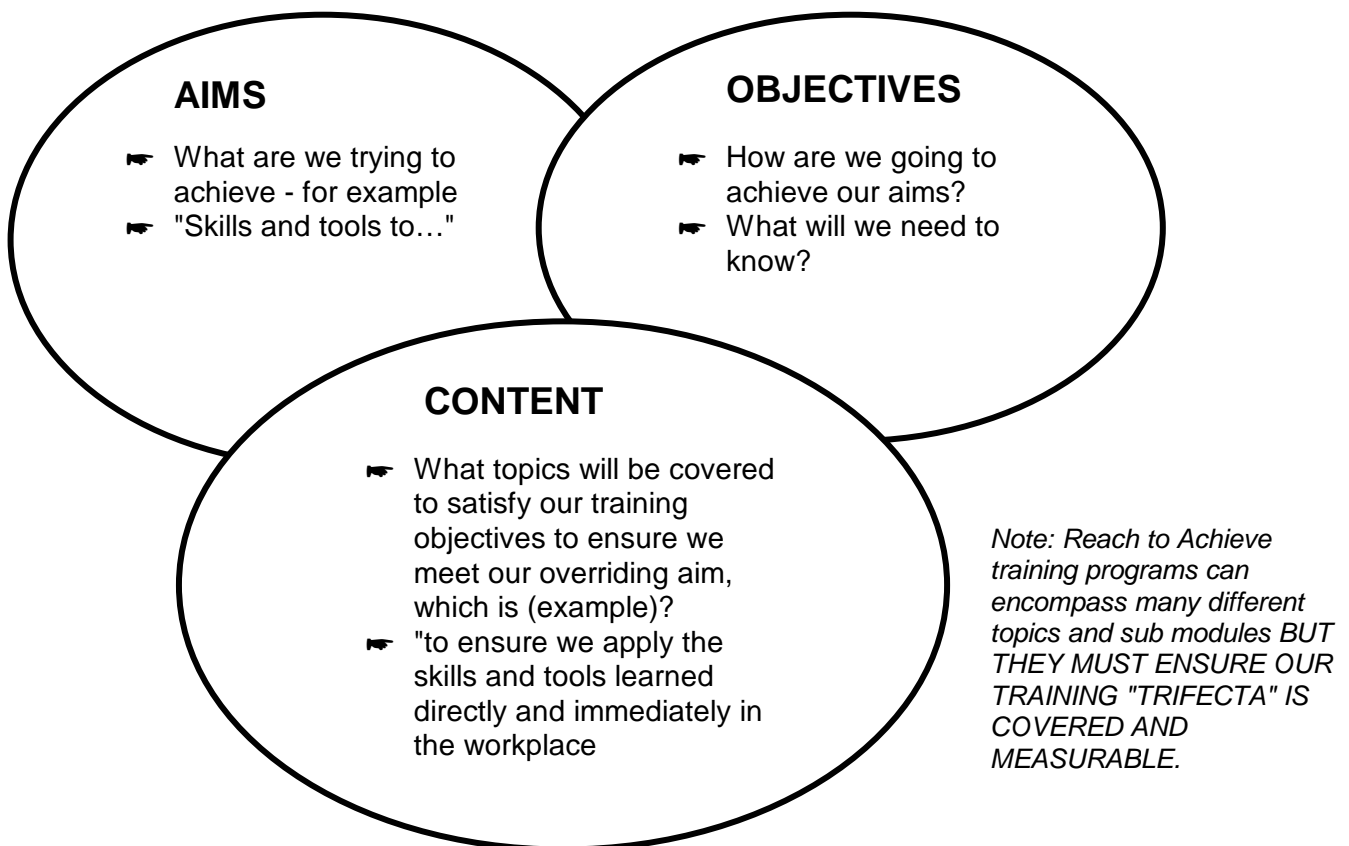 AIMS
☛ What are we trying to
achieve - for example
☛ "Skills and tools to…"
OBJECTIVES
☛ How are we going to
achieve our aims?
☛ What will we need to
know?
CONTENT
☛ What topics will be covered
to satisfy our training
objectives to ensure we
meet our overriding aim,
which is (example)?
☛ "to ensure we apply the
skills and tools learned
directly and immediately in
the workplace
Note: Reach to Achieve
training programs can
encompass many different
topics and sub modules BUT
THEY MUST ENSURE OUR
TRAINING "TRIFECTA" IS
COVERED AND
MEASURABLE.